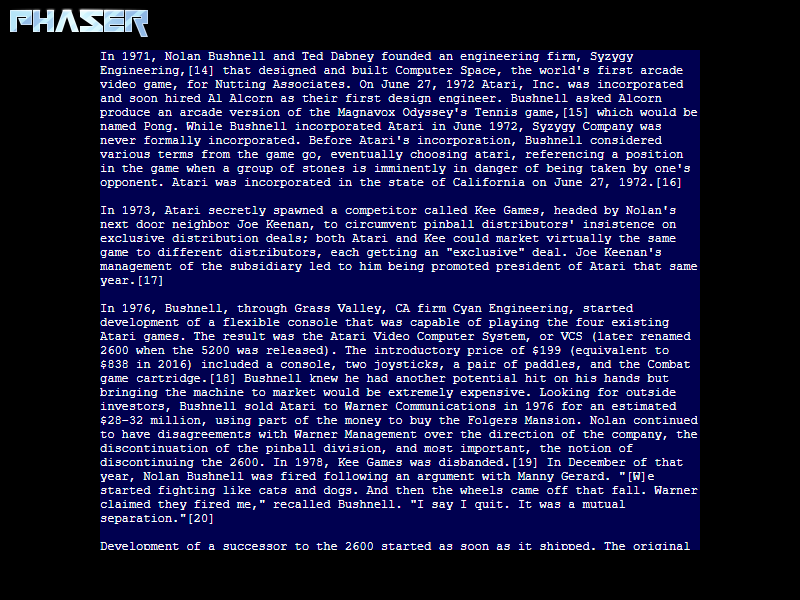 PHASER
In 1971, Nolan Bushnell and Ted Dabney founded an engineering firm, Syzygy
Engineering,[14] that designed and built Computer Space, the world's first arcade
video game, for Nutting Associates. On June 27, 1972 Atari, Inc. was incorporated
and soon hired Al Alcorn as their first design engineer. Bushnell asked Alcorn to
produce an arcade version of the Magnavox Odyssey's Tennis game,[15] which would be
named Pong. While Bushnell incorporated Atari in June 1972, Syzygy Company was
never formally incorporated. Before Atari's incorporation, Bushnell considered
various terms from the game go, eventually choosing atari, referencing a position
in the game when a group of stones is imminently in danger of being taken by one's
opponent. Atari was incorporated in the state of California on June 27, 1972.[16]
In 1973, Atari secretly spawned a competitor called Kee Games, headed by Nolan's
next door neighbor Joe Keenan, to circumvent pinball distributors' insistence on
exclusive distribution deals; both Atari and Kee could market virtually the same
game to different distributors, each getting an "exclusive" deal. Joe Keenan's
management of the subsidiary led to him being promoted president of Atari that same
year.[17]
In 1976, Bushnell, through Grass Valley, CA firm Cyan Engineering, started
development of a flexible console that was capable of playing the four existing
Atari games. The result was the Atari Video Computer System, or VCS (later renamed
2600 when the 5200 was released). The introductory price of $199 (equivalent to
$838 in 2016) included a console, two joysticks, a pair of paddles, and the Combat
game cartridge.[18] Bushnell knew he had another potential hit on his hands but
bringing the machine to market would be extremely expensive. Looking for outside
investors, Bushnell sold Atari to Warner Communications in 1976 for an estimated
$28–32 million, using part of the money to buy the Folgers Mansion. Nolan continued
to have disagreements with Warner Management over the direction of the company, the
discontinuation of the pinball division, and most important, the notion of
discontinuing the 2600. In 1978, Kee Games was disbanded.[19] In December of that
year, Nolan Bushnell was fired following an argument with Manny Gerard. "[W]e
started fighting like cats and dogs. And then the wheels came off that fall. Warner
claimed they fired me," recalled Bushnell. "I say I quit. It was a mutual
separation."[20]
Development of a successor to the 2600 started as soon as it shipped. The original